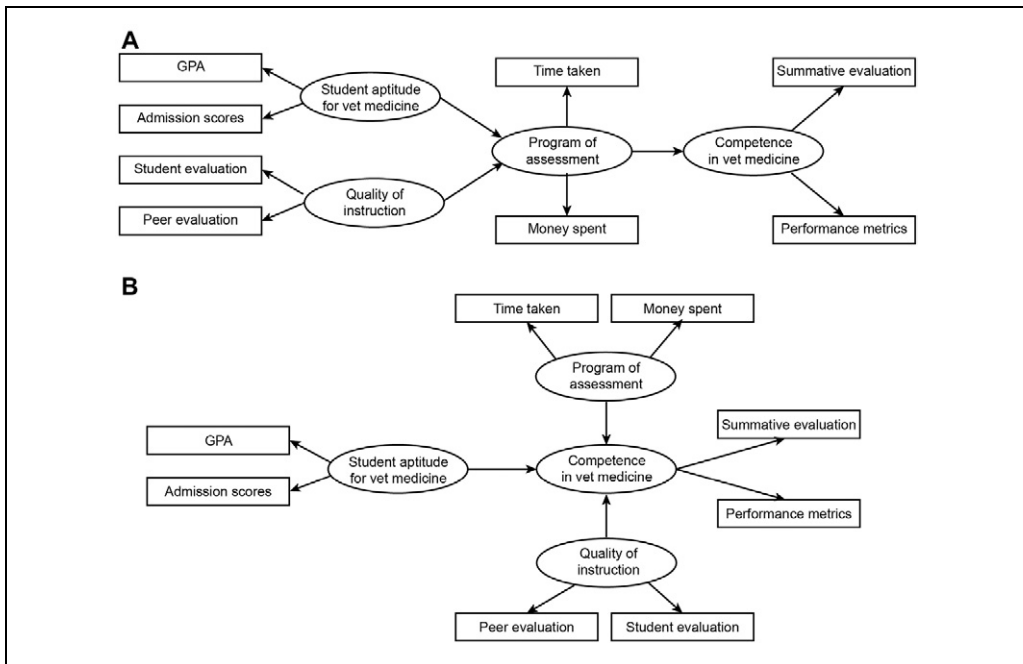 A
GPA
Admission scores
Student evaluation
Peer evaluation
Student aptitude
for vet medicine
Quality of
instruction
Time taken
Program of
assessment
Money spent
Summative evaluation
Competence
in vet medicine
Performance metrics
B
Time taken
Money spent
Program of
assessment
GPA
Admission scores
Student aptitude
for vet medicine
Competence
in vet medicine
Summative evaluation
Performance metrics
Quality of
instruction
Peer evaluation
Student evaluation